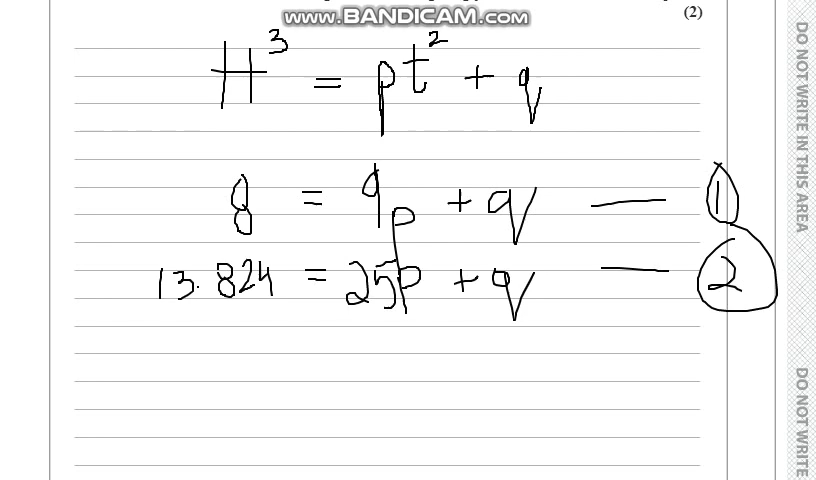 www.BANDICAM.com
(2)
H³ = pt² + q
8 = 9p + q — ①
13.824 = 25p + q — ②
DO NOT WRITE IN THIS AREA
DO NOT WRITE